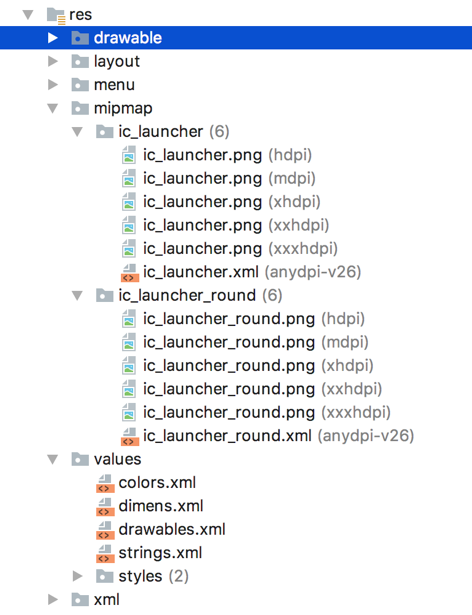 res
drawable
layout
menu
mipmap
ic_launcher (6)
ic_launcher.png (hdpi)
ic_launcher.png (mdpi)
ic_launcher.png (xhdpi)
ic_launcher.png (xxhdpi)
ic_launcher.png (xxxhdpi)
ic_launcher.xml (anydpi-v26)
ic_launcher_round (6)
ic_launcher_round.png (hdpi)
ic_launcher_round.png (mdpi)
ic_launcher_round.png (xhdpi)
ic_launcher_round.png (xxhdpi)
ic_launcher_round.png (xxxhdpi)
ic_launcher_round.xml (anydpi-v26)
values
colors.xml
dimens.xml
drawables.xml
strings.xml
styles (2)
xml